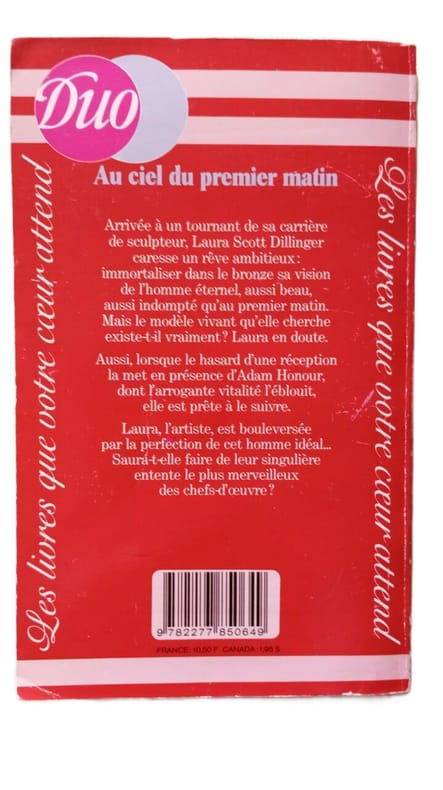 Duo
Au ciel du premier matin
Arrivée à un tournant de sa carrière
de sculpteur, Laura Scott Dillinger
caresse un rêve ambitieux :
immortaliser dans le bronze sa vision
de l'homme éternel, aussi beau,
aussi indompté qu'au premier matin.
Mais le modèle vivant qu'elle cherche
existe-t-il vraiment ? Laura en doute.
Aussi, lorsque le hasard d'une réception
la met en présence d'Adam Honour,
dont l'arrogante vitalité l'éblouit,
elle est prête à le suivre.
Laura, l'artiste, est bouleversée
par la perfection de cet homme idéal...
Saura-t-elle faire de leur singulière
entente le plus merveilleux
des chefs-d'œuvre ?
Les livres que votre cœur attend
Les livres que votre cœur attend
9 782277 850649
FRANCE: 10,50 F CANADA: 1,95 $